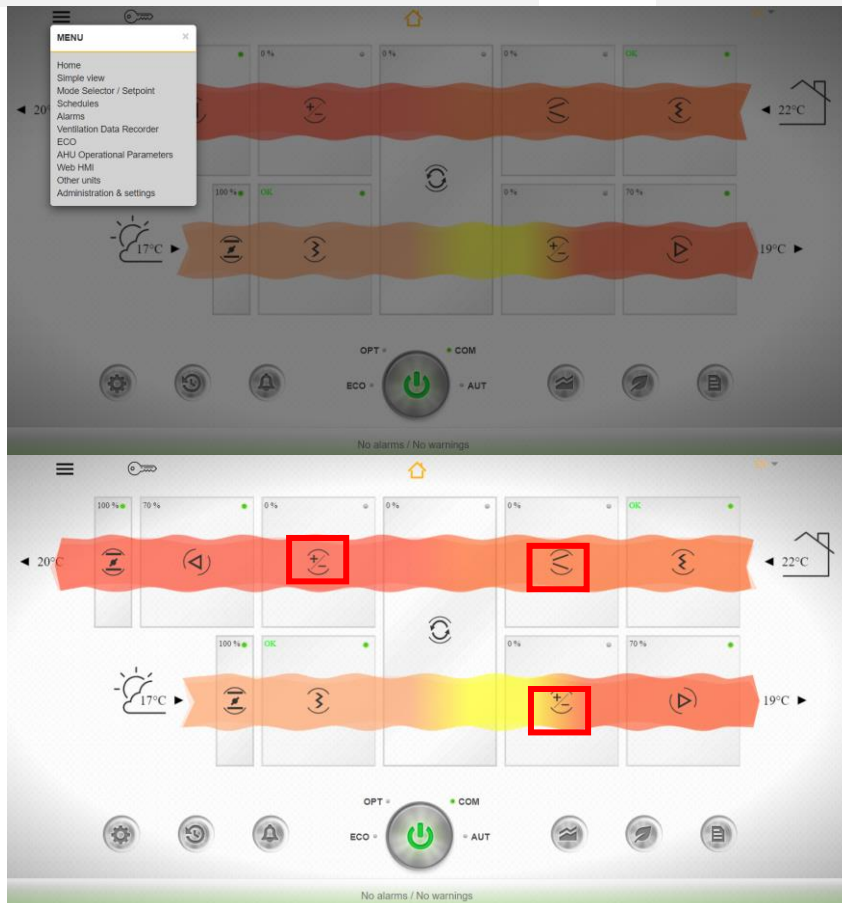 MENU ×
Home
Simple view
Mode Selector / Setpoint
Schedules
Alarms
Ventilation Data Recorder
ECO
AHU Operational Parameters
Web HMI
Other units
Administration & settings
0 % 0 % 0 % OK
◄ 20° ◄ 22°C
100 % OK 0 % 70 %
17°C ► 19°C ►
OPT COM
ECO AUT
No alarms / No warnings
100 % 70 % 0 % 0 % 0 % OK
◄ 20°C ◄ 22°C
100 % OK 0 % 70 %
17°C ► 19°C ►
OPT COM
ECO AUT
No alarms / No warnings